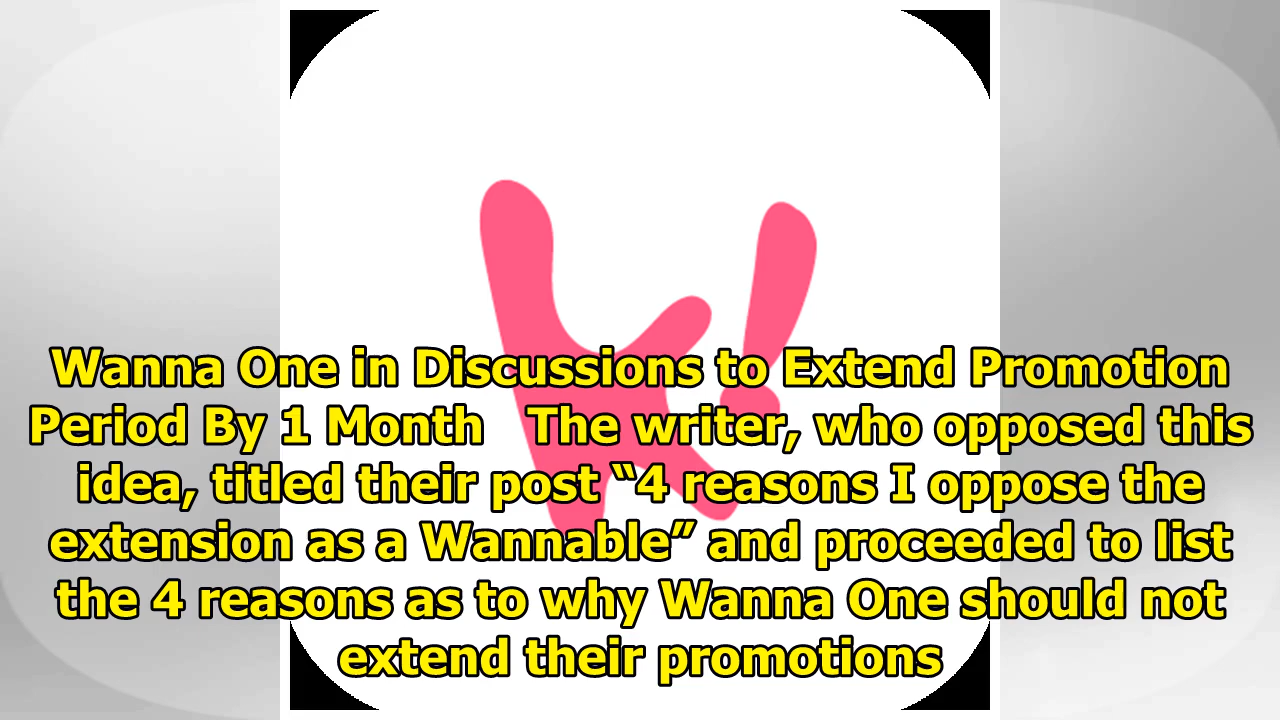 Wanna One in Discussions to Extend Promotion
Period By 1 Month   The writer, who opposed this
idea, titled their post “4 reasons I oppose the
extension as a Wannable” and proceeded to list
the 4 reasons as to why Wanna One should not
extend their promotions